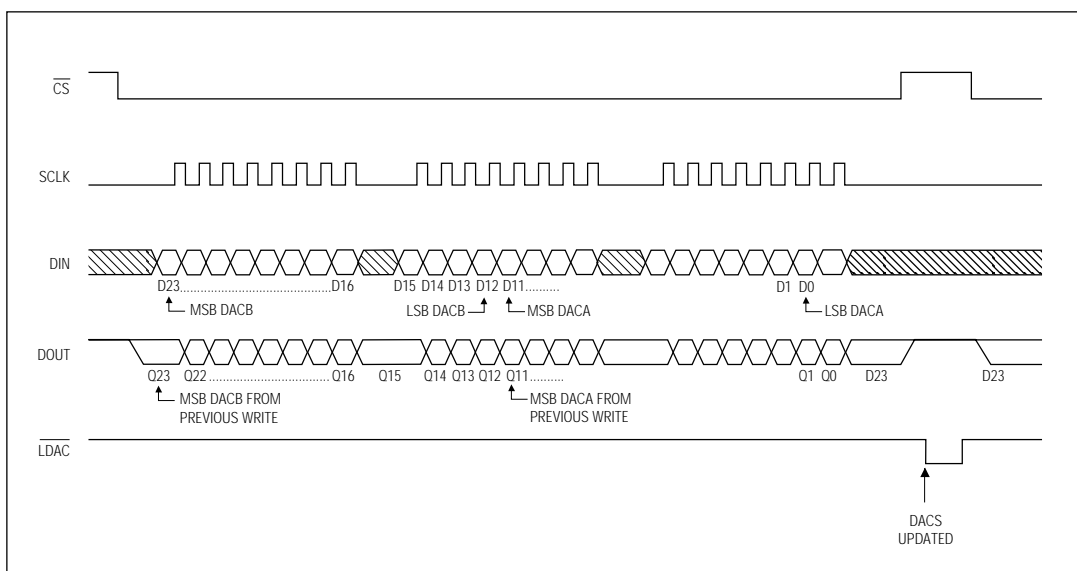 CS
SCLK
DIN
D23..................................D16 D15 D14 D13 D12 D11.......... D1 D0
MSB DACB LSB DACB MSB DACA LSB DACA
DOUT
Q23 Q22...........................Q16 Q15 Q14 Q13 Q12 Q11.......... Q1 Q0 D23 D23
MSB DACB FROM
PREVIOUS WRITE
MSB DACA FROM
PREVIOUS WRITE
LDAC
DACS
UPDATED